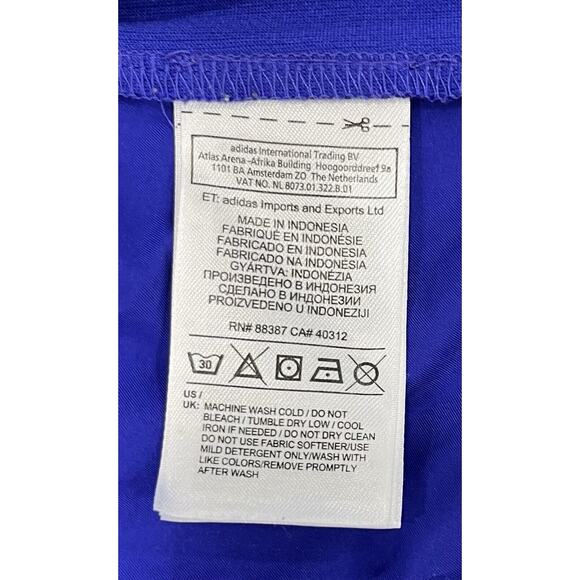 adidas International Trading BV
Atlas Arena -Afrika Building Hoogoorddreef 9a
1101 BA Amsterdam ZO The Netherlands
VAT NO. NL 8073.01.322.B.01
ET: adidas Imports and Exports Ltd
MADE IN INDONESIA
FABRIQUÉ EN INDONÉSIE
FABRICADO EN INDONESIA
FABRICADO NA INDONÉSIA
GYÁRTVA: INDONÉZIA
ПРОИЗВЕДЕНО В ИНДОНЕЗИЯ
СДЕЛАНО В ИНДОНЕЗИИ
PROIZVEDENO U INDONEZIJI
RN# 88387 CA# 40312
30
US /
UK: MACHINE WASH COLD / DO NOT
BLEACH / TUMBLE DRY LOW / COOL
IRON IF NEEDED / DO NOT DRY CLEAN
DO NOT USE FABRIC SOFTENER/USE
MILD DETERGENT ONLY/WASH WITH
LIKE COLORS/REMOVE PROMPTLY
AFTER WASH